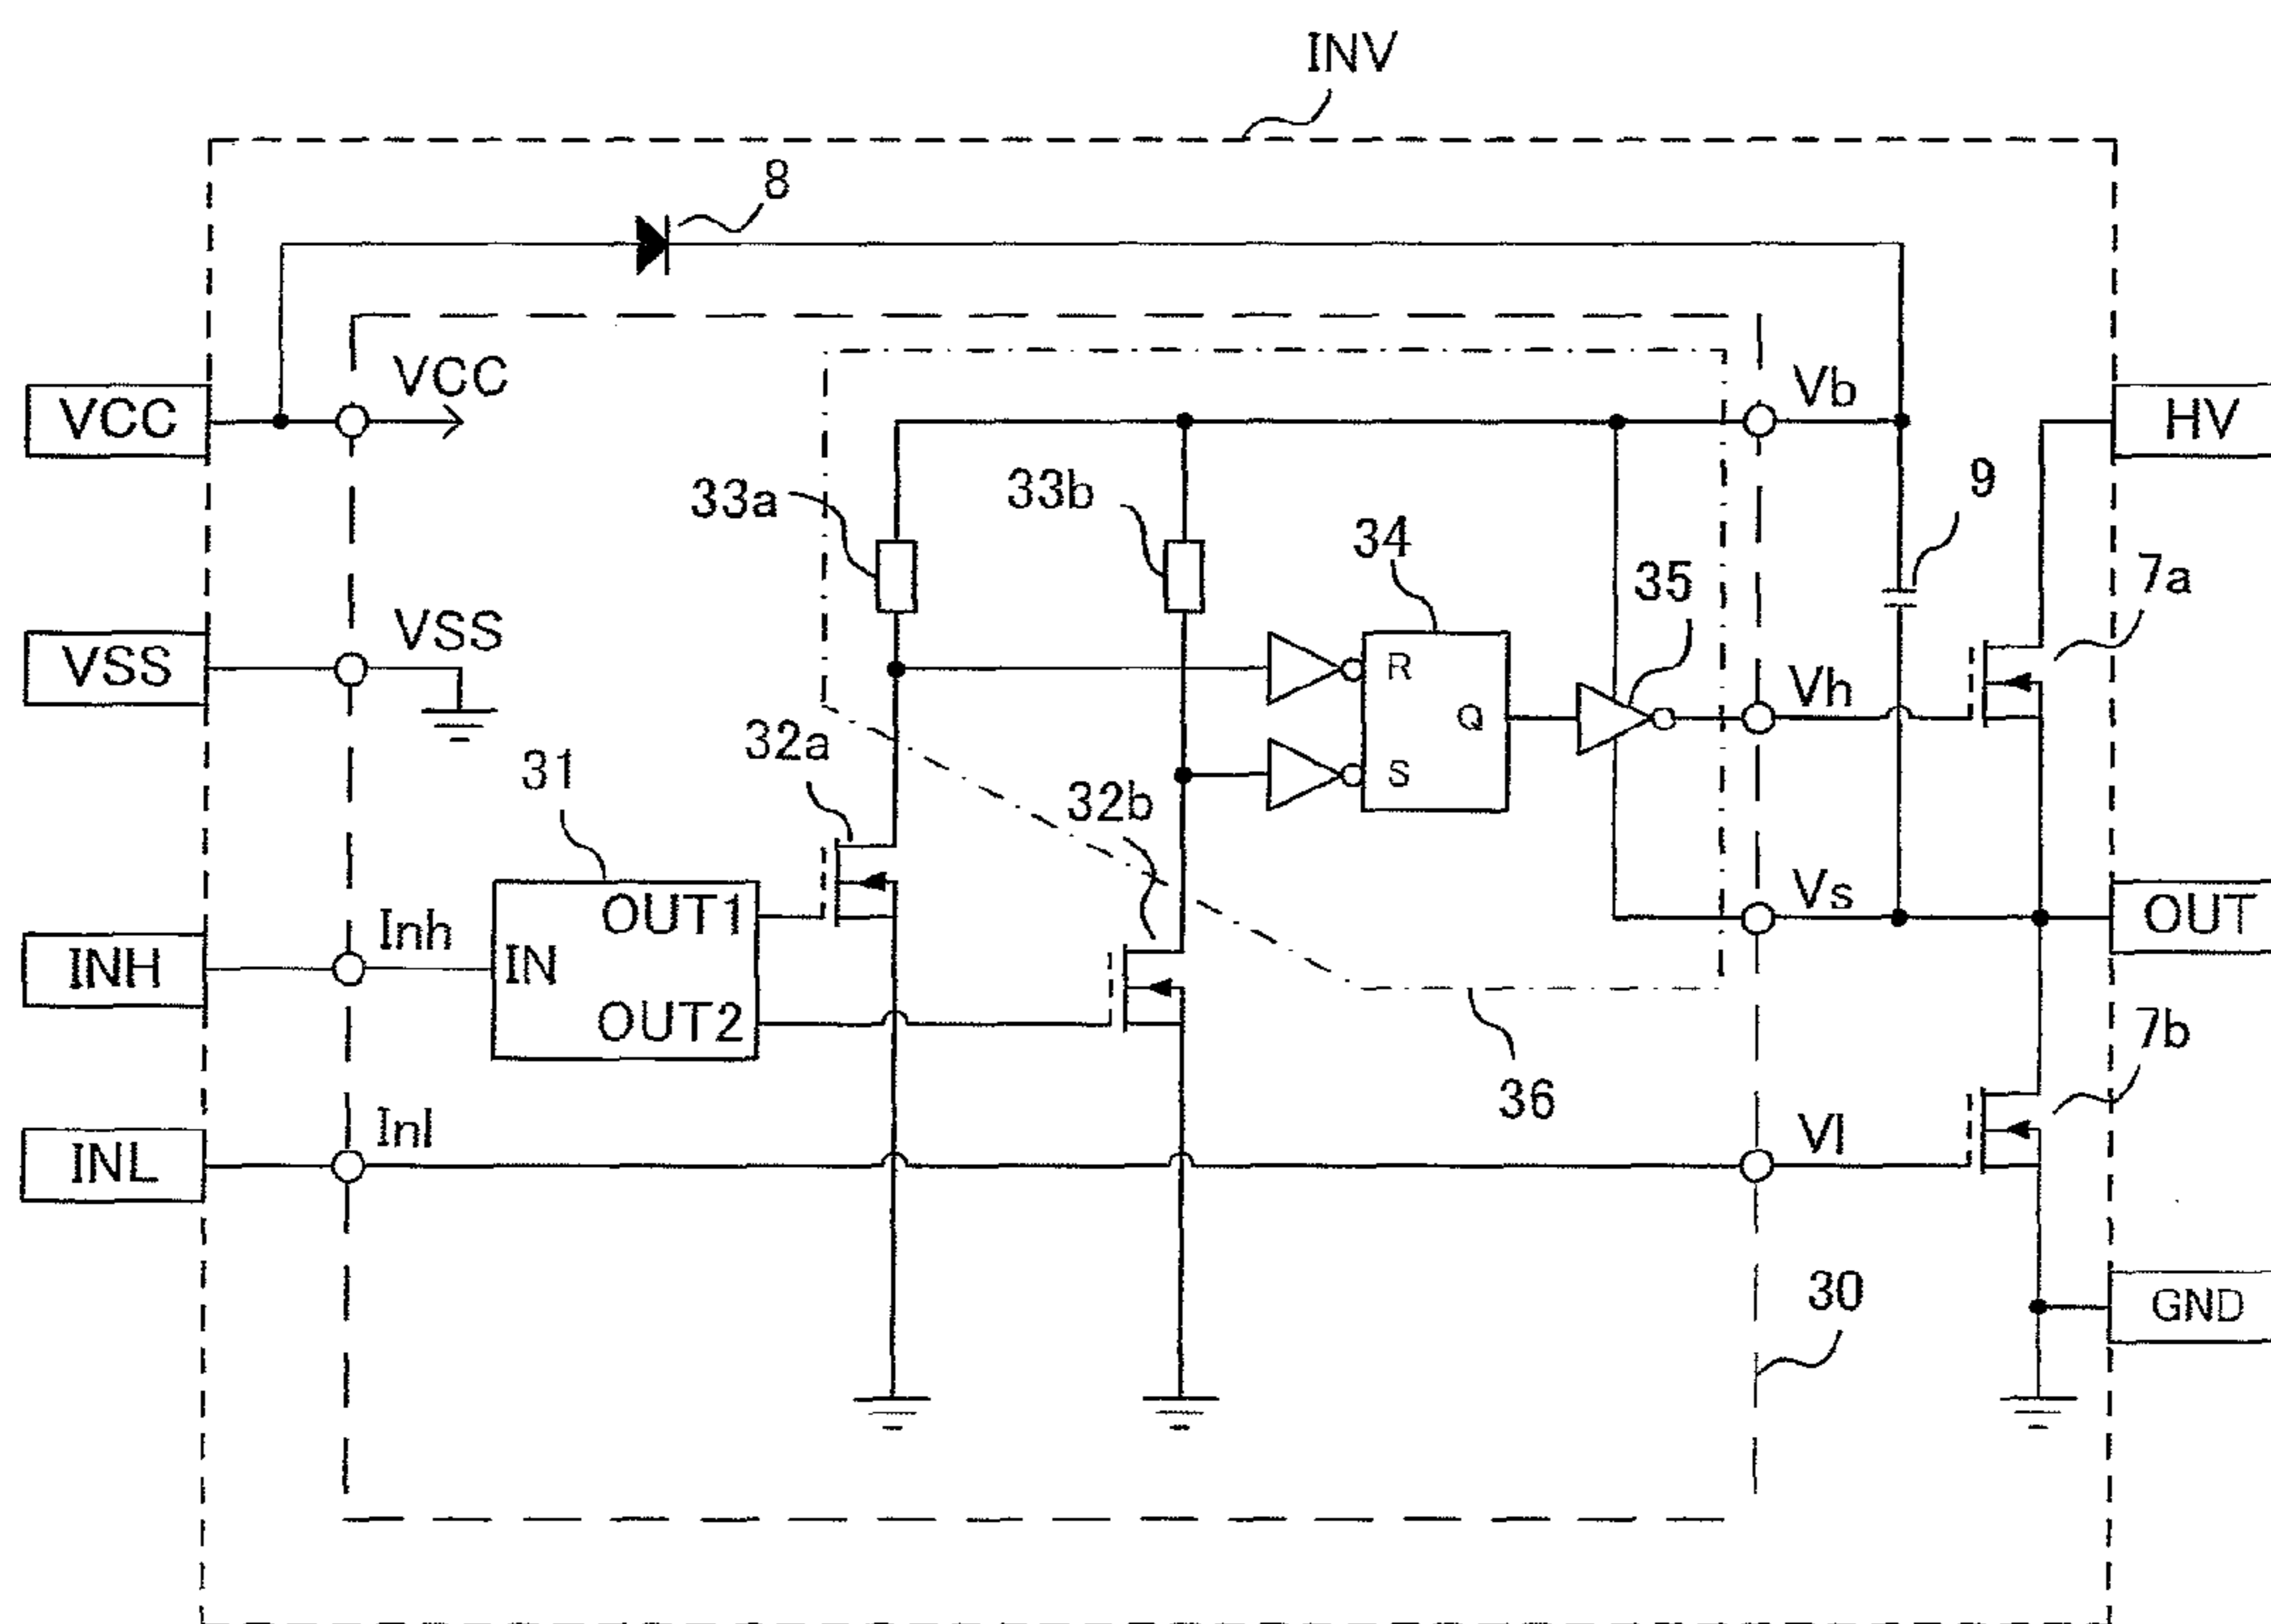 INV
8
VCC
VCC
Vb
HV
33a
33b
9
34
35
7a
VSS
VSS
R
Vh
Q
32a
S
31
32b
Vs
OUT
OUT1
INH
Inh
IN
OUT2
7b
36
INL
Inl
Vl
30
GND